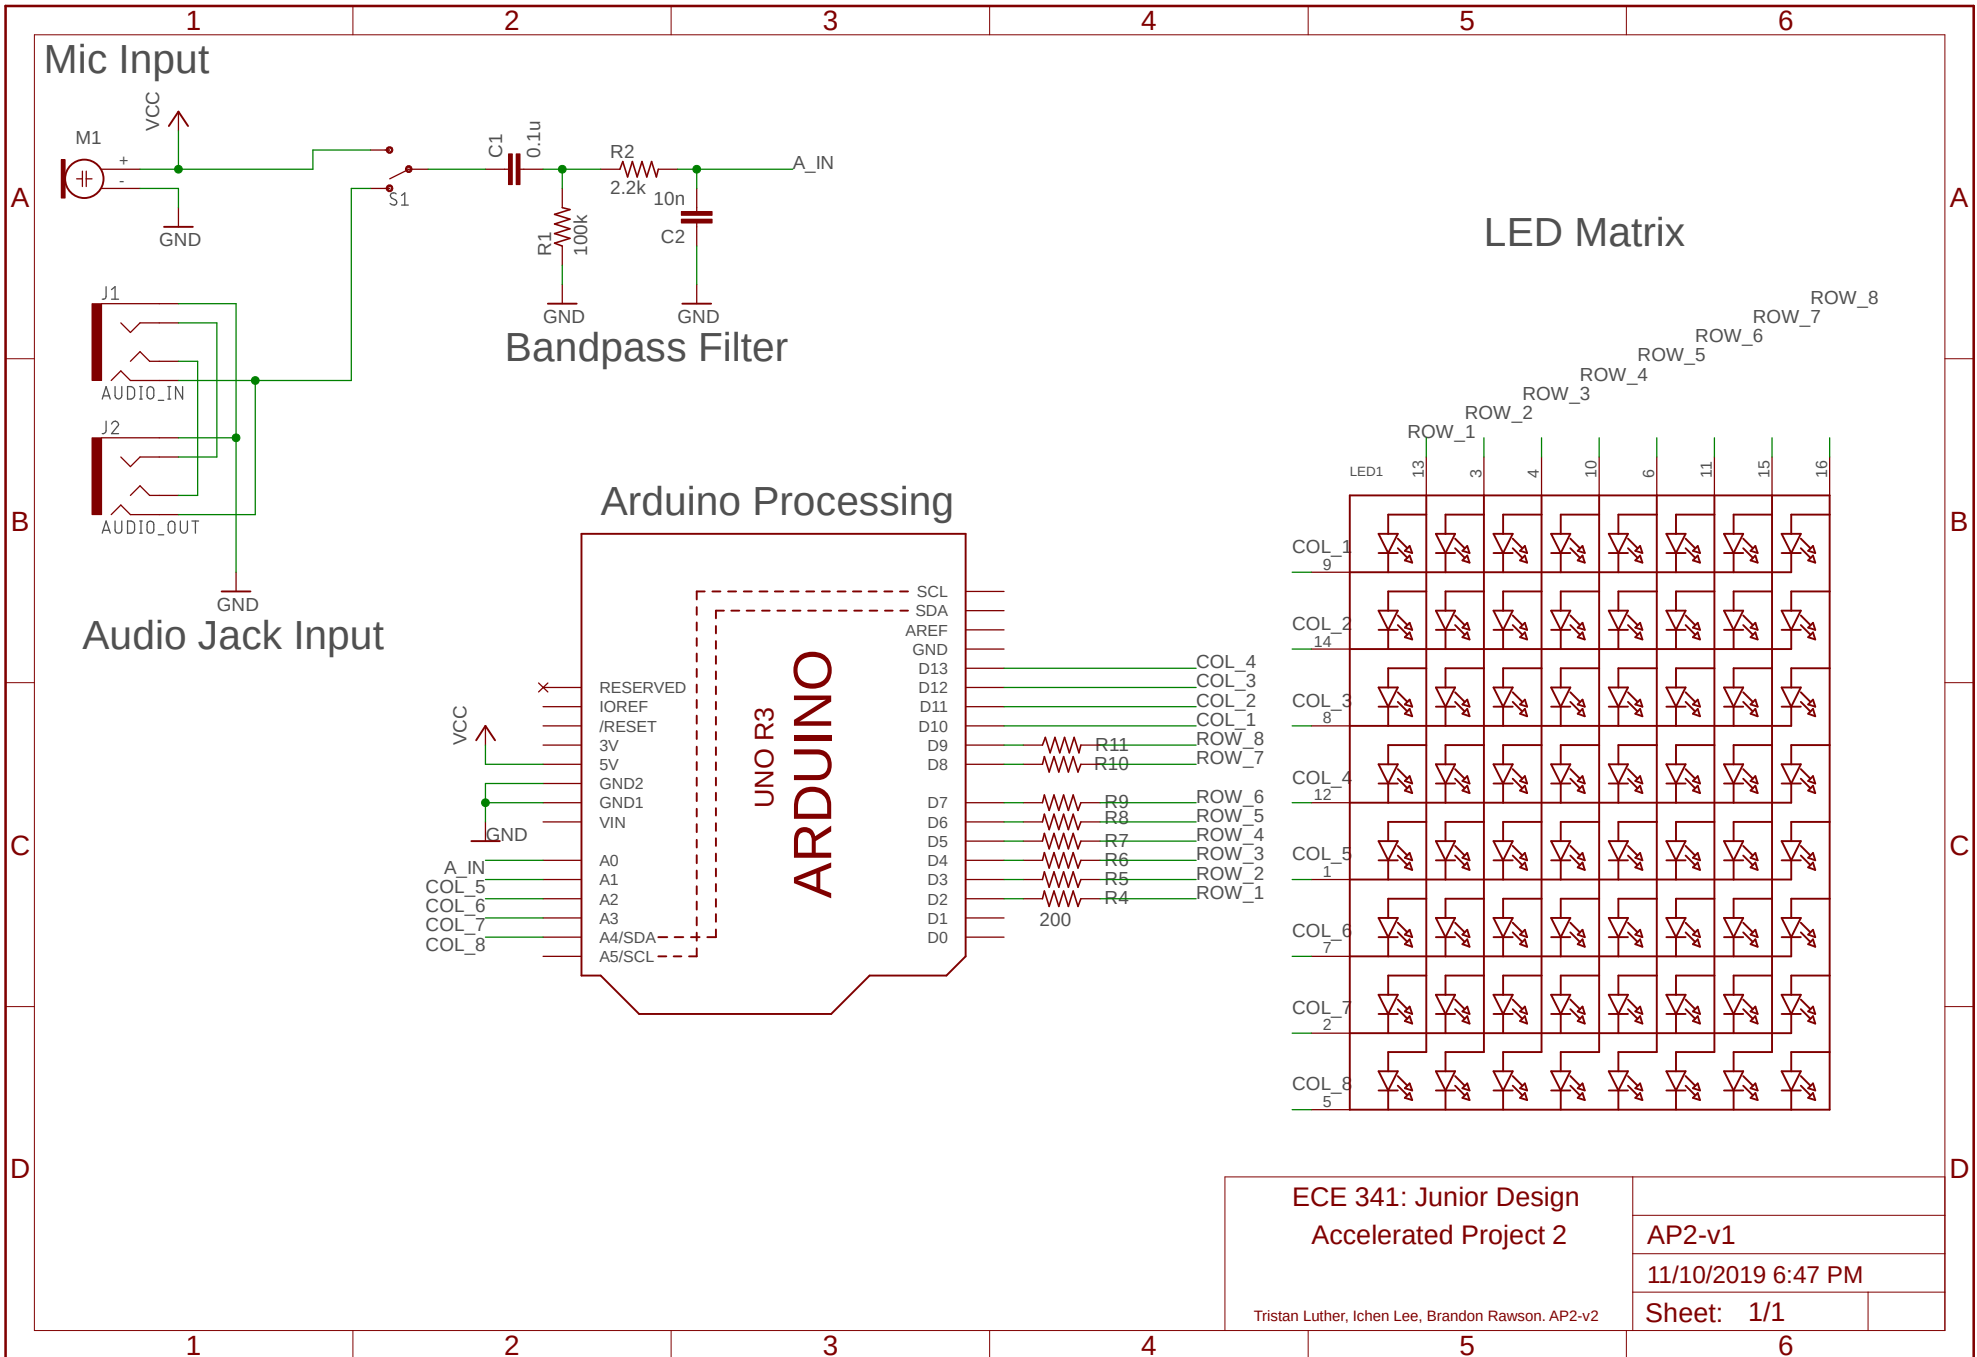 1 2 3 4 5 6
Mic Input
VCC
M1
+
-
GND
S1
C1
0.1u
R2
2.2k
A_IN
10n
C2
R1
100k
GND
GND
Bandpass Filter
A
A
J1
AUDIO_IN
J2
AUDIO_OUT
GND
Audio Jack Input
B
B
LED Matrix
ROW_8
ROW_7
ROW_6
ROW_5
ROW_4
ROW_3
ROW_2
ROW_1
LED1
13 3 4 10 6 11 15 16
COL_1
9
COL_2
14
COL_3
8
COL_4
12
COL_5
1
COL_6
7
COL_7
2
COL_8
5
Arduino Processing
SCL
SDA
AREF
GND
D13
D12
D11
D10
D9
D8
D7
D6
D5
D4
D3
D2
D1
D0
UNO R3
ARDUINO
RESERVED
IOREF
/RESET
3V
5V
GND2
GND1
VIN
A0
A1
A2
A3
A4/SDA
A5/SCL
VCC
GND
A_IN
COL_5
COL_6
COL_7
COL_8
COL_4
COL_3
COL_2
COL_1
R11 ROW_8
R10 ROW_7
R9 ROW_6
R8 ROW_5
R7 ROW_4
R6 ROW_3
R5 ROW_2
R4 ROW_1
200
C
C
D
D
ECE 341: Junior Design
Accelerated Project 2
Tristan Luther, Ichen Lee, Brandon Rawson. AP2-v2
AP2-v1
11/10/2019 6:47 PM
Sheet: 1/1
1 2 3 4 5 6